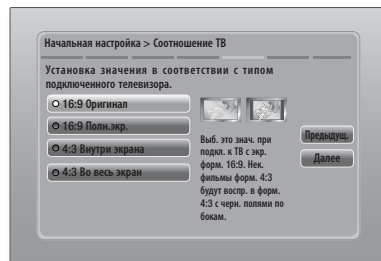 Начальная настройка > Соотношение ТВ
Установка значения в соответствии с типом
подключенного телевизора.
16:9 Оригинал
16:9 Полн.экр.
4:3 Внутри экрана
4:3 Во весь экран
Выб. это знач. при
подкл. к ТВ с экр.
форм. 16:9. Нек.
фильмы форм. 4:3
будут воспр. в форм.
4:3 с черн. полями по
бокам.
Предыдущ.
Далее